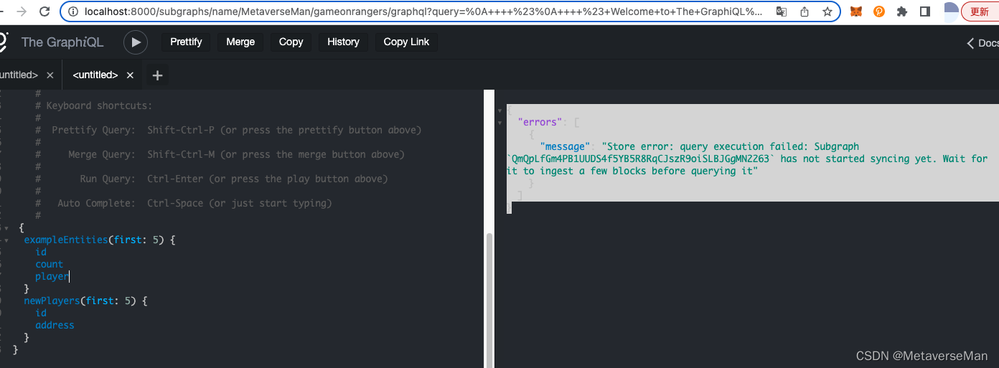 localhost:8000/subgraphs/name/MetaverseMan/gameonrangers/graphql?query=%0A++++%23%0A++++%23+Welcome+to+The+GraphiQL%...
更新
The GraphiQL
Prettify
Merge
Copy
History
Copy Link
Docs
untitled>
<untitled>
#
# Keyboard shortcuts:
#
#  Prettify Query:  Shift-Ctrl-P (or press the prettify button above)
#
#     Merge Query:  Shift-Ctrl-M (or press the merge button above)
#
#       Run Query:  Ctrl-Enter (or press the play button above)
#
#   Auto Complete:  Ctrl-Space (or just start typing)
#
{
exampleEntities(first: 5) {
id
count
player
}
newPlayers(first: 5) {
id
address
}
}
{
"errors": [
{
"message": "Store error: query execution failed: Subgraph
`QmQpLfGm4PB1UUDS4f5YB5R8RqCJszR9oiSLBJGgMN2263` has not started syncing yet. Wait for
it to ingest a few blocks before querying it"
}
]
}
CSDN @MetaverseMan